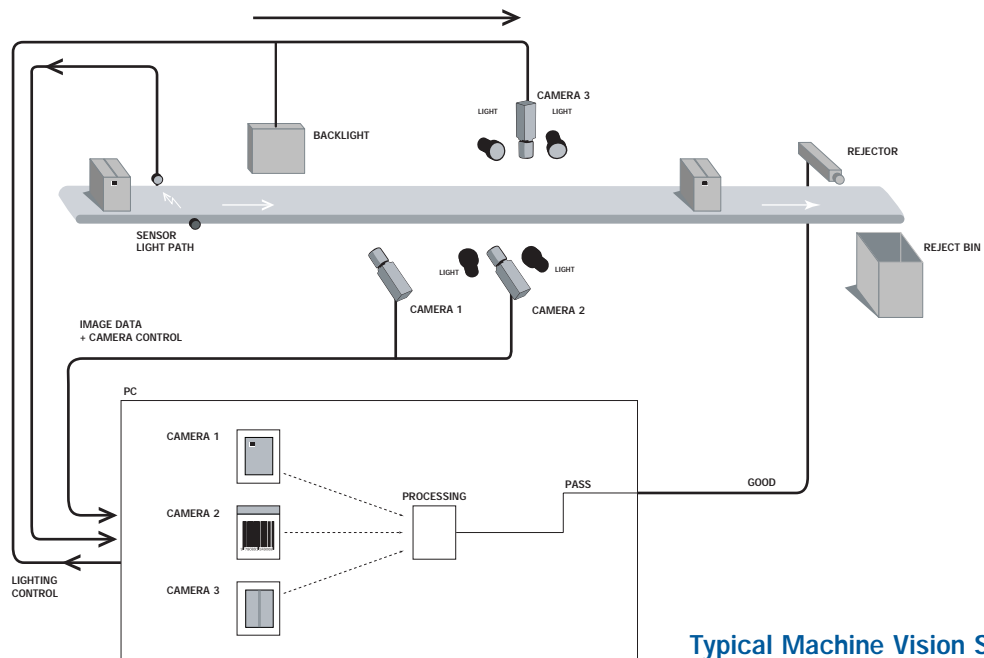 CAMERA 3
LIGHT
LIGHT
BACKLIGHT
REJECTOR
SENSOR
LIGHT PATH
REJECT BIN
LIGHT
LIGHT
CAMERA 1
CAMERA 2
IMAGE DATA
+ CAMERA CONTROL
PC
CAMERA 1
PROCESSING
PASS
GOOD
CAMERA 2
CAMERA 3
LIGHTING
CONTROL
Typical Machine Vision S